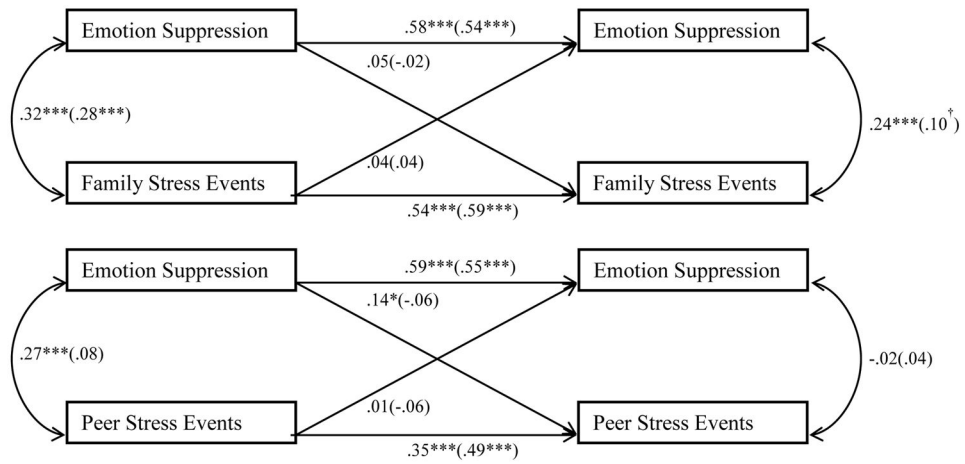 Emotion Suppression
.58***(.54***)
Emotion Suppression
.05(-.02)
.32***(.28***)
.24***(.10†)
.04(.04)
Family Stress Events
Family Stress Events
.54***(.59***)
Emotion Suppression
.59***(.55***)
Emotion Suppression
.14*(-.06)
.27***(.08)
-.02(.04)
.01(-.06)
Peer Stress Events
Peer Stress Events
.35***(.49***)